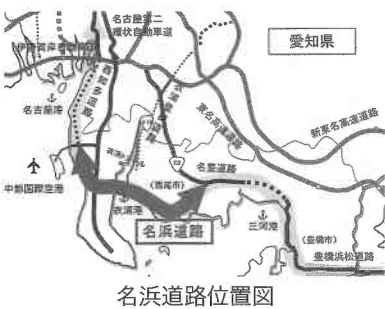 名古屋第二
環状自動車道
愛知県
名古屋港
東名高速道路
新東名高速道路
中部国際空港
23
名豊道路
(西尾市)
衣浦港
名浜道路
三河港
(豊橋市)
豊橋浜松道路
名浜道路位置図